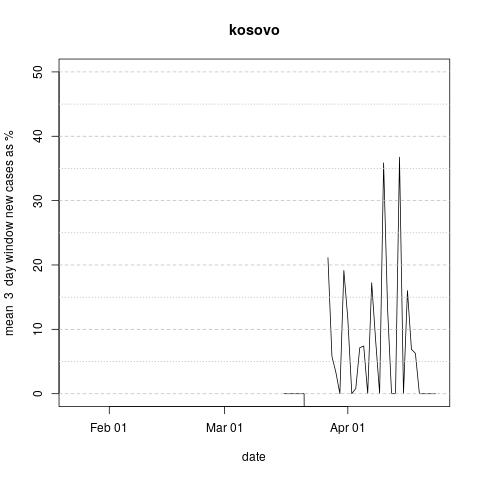 kosovo
mean 3 day window new cases as %
50
40
30
20
10
0
Feb 01
Mar 01
Apr 01
date